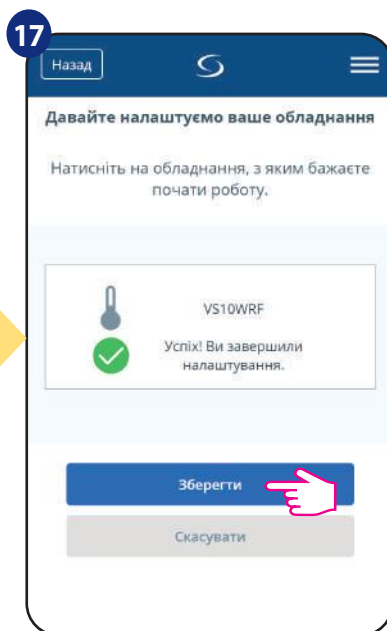 17
Назад
Давайте налаштуємо ваше обладнання
Натисніть на обладнання, з яким бажаєте
почати роботу.
VS10WRF
Успіх! Ви завершили
налаштування.
Зберегти
Скасувати